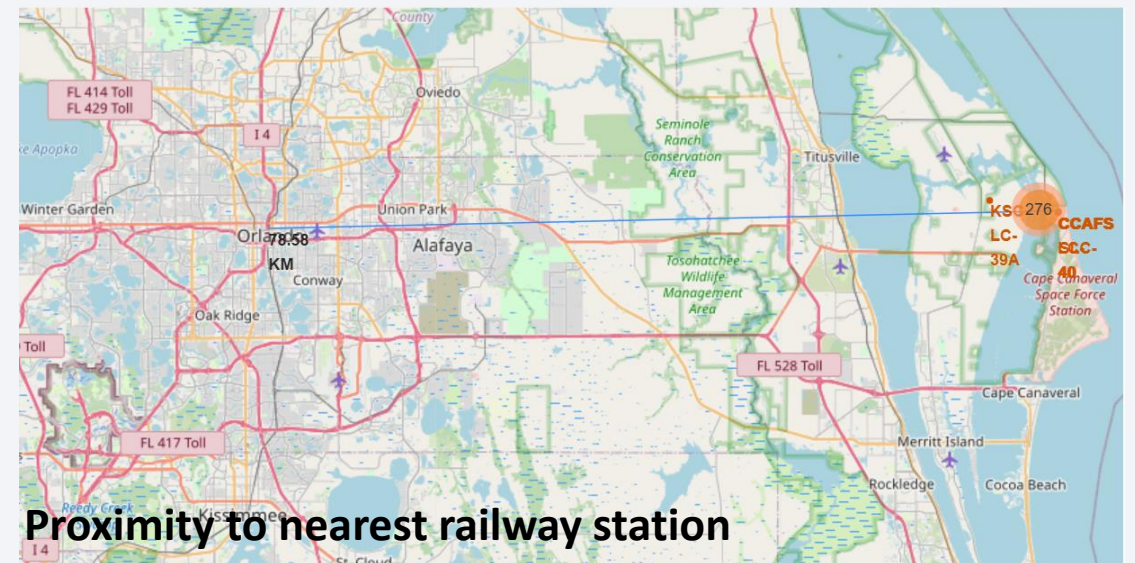 County
FL 414 Toll
FL 429 Toll
Oviedo
I 4
Seminole
Ranch
Conservation
Area
ke Apopka
Titusville
Winter Garden
Union Park
KSC
LC-
39A
276
CCAFS
SLC-
40
Orlando
78.58
KM
Alafaya
Conway
Tosohatchee
Wildlife
Management
Area
Cape Canaveral
Space Force
Station
Oak Ridge
Toll
FL 528 Toll
Cape Canaveral
FL 417 Toll
Merritt Island
Rockledge
Cocoa Beach
Reedy Creek
Kissimmee
Proximity to nearest railway station
I 4
St. Cloud